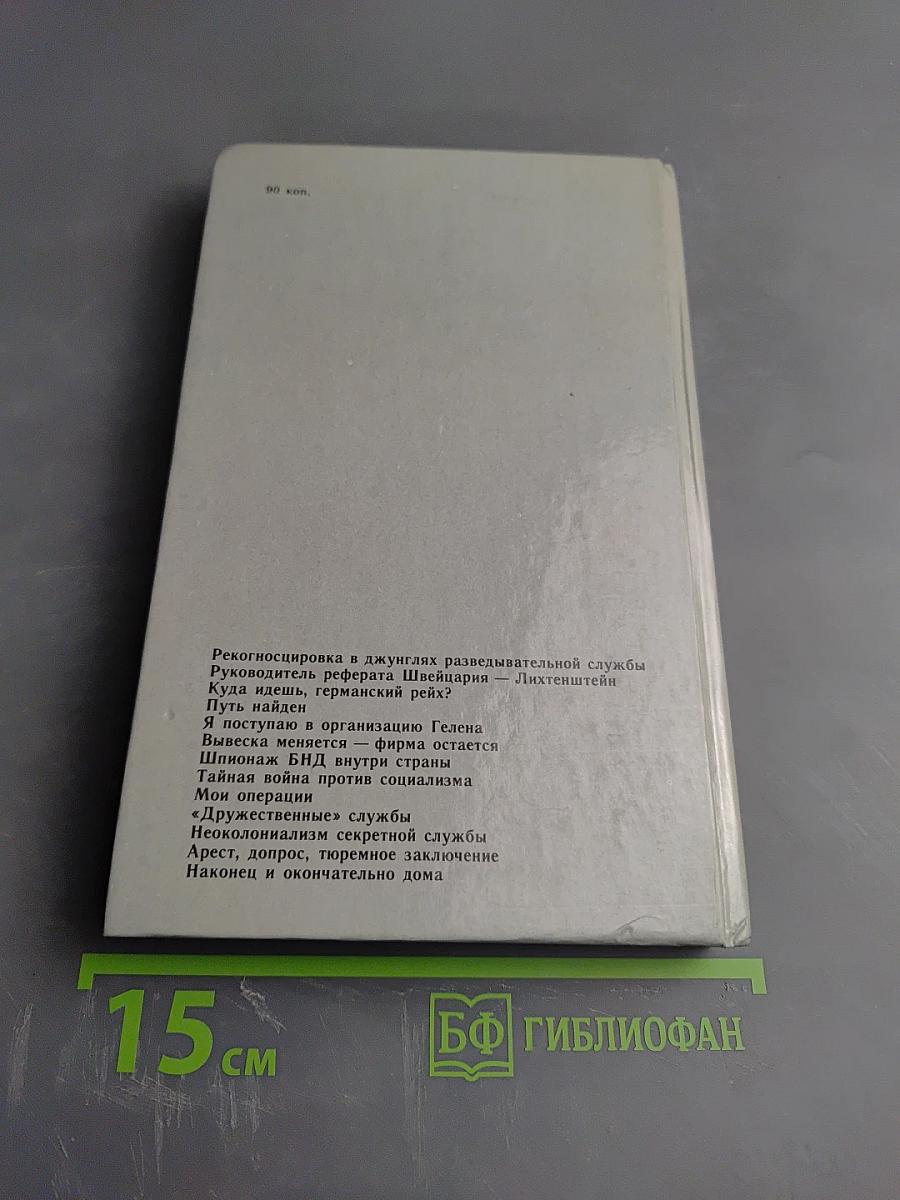 90 коп.
Рекогносцировка в джунглях разведывательной службы
Руководитель реферата Швейцария — Лихтенштейн
Куда идешь, германский рейх?
Путь найден
Я поступаю в организацию Гелена
Вывеска меняется — фирма остается
Шпионаж БНД внутри страны
Тайная война против социализма
Мои операции
«Дружественные» службы
Неоколониализм секретной службы
Арест, допрос, тюремное заключение
Наконец и окончательно дома
15 см
БФ ГИБЛИОФАН